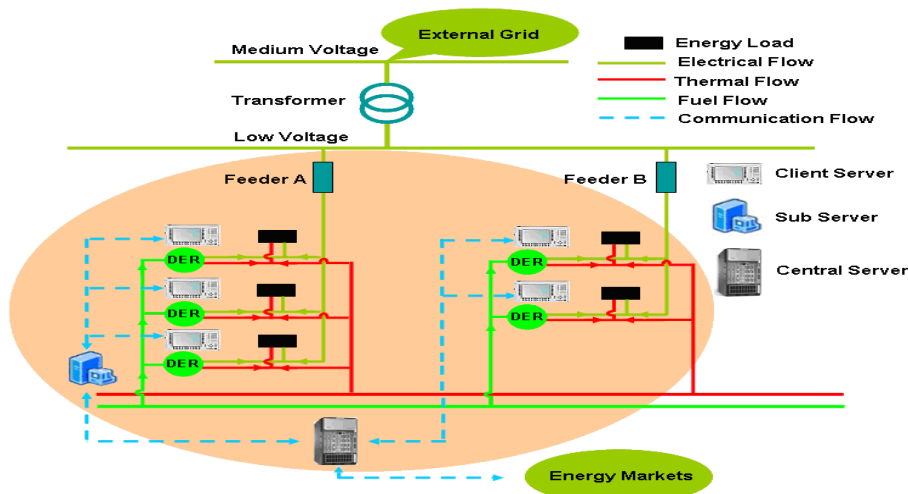 External Grid
Medium Voltage
Transformer
Low Voltage
Energy Load
Electrical Flow
Thermal Flow
Fuel Flow
Communication Flow
Feeder A
Feeder B
Client Server
Sub Server
Central Server
DER
DER
DER
DER
DER
Energy Markets